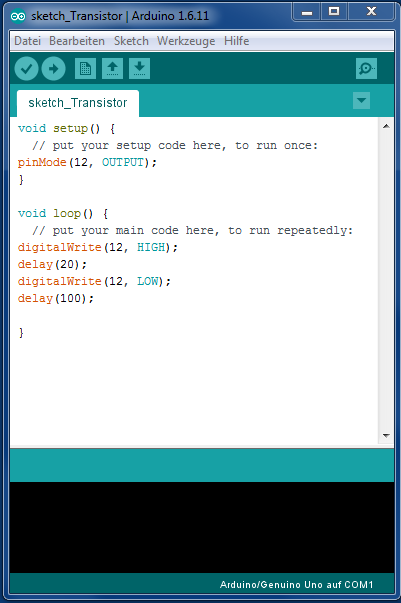 sketch_Transistor | Arduino 1.6.11
Datei Bearbeiten Sketch Werkzeuge Hilfe
sketch_Transistor
void setup() {
  // put your setup code here, to run once:
pinMode(12, OUTPUT);
}

void loop() {
  // put your main code here, to run repeatedly:
digitalWrite(12, HIGH);
delay(20);
digitalWrite(12, LOW);
delay(100);

}
Arduino/Genuino Uno auf COM1